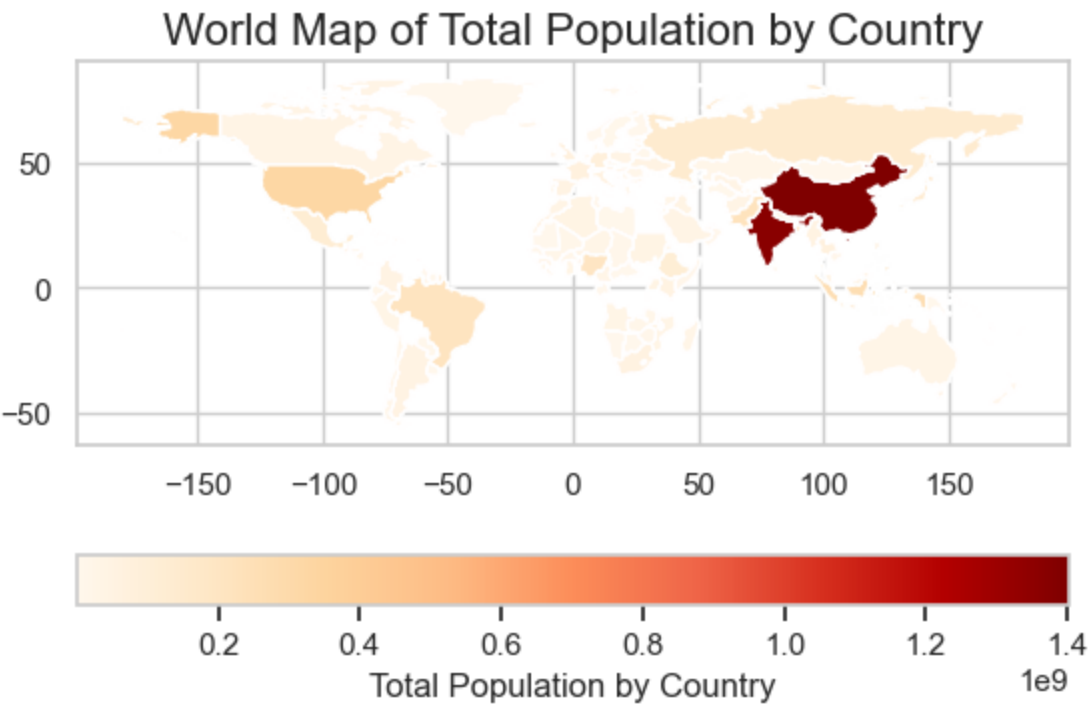 World Map of Total Population by Country
50
0
−50
−150 −100 −50 0 50 100 150
0.2 0.4 0.6 0.8 1.0 1.2 1.4
1e9
Total Population by Country